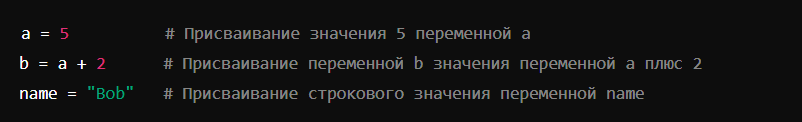 a = 5          # Присваивание значения 5 переменной a
b = a + 2      # Присваивание переменной b значения переменной a плюс 2
name = "Bob"   # Присваивание строкового значения переменной name